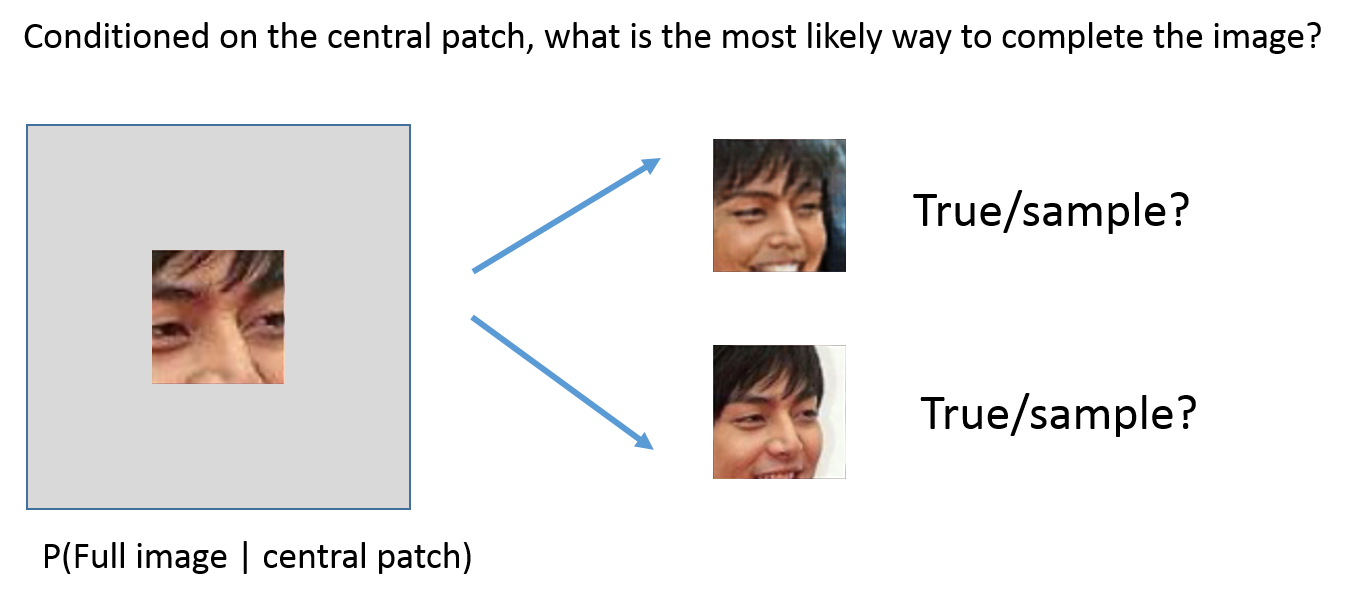 Conditioned on the central patch, what is the most likely way to complete the image?
True/sample?
True/sample?
P(Full image | central patch)